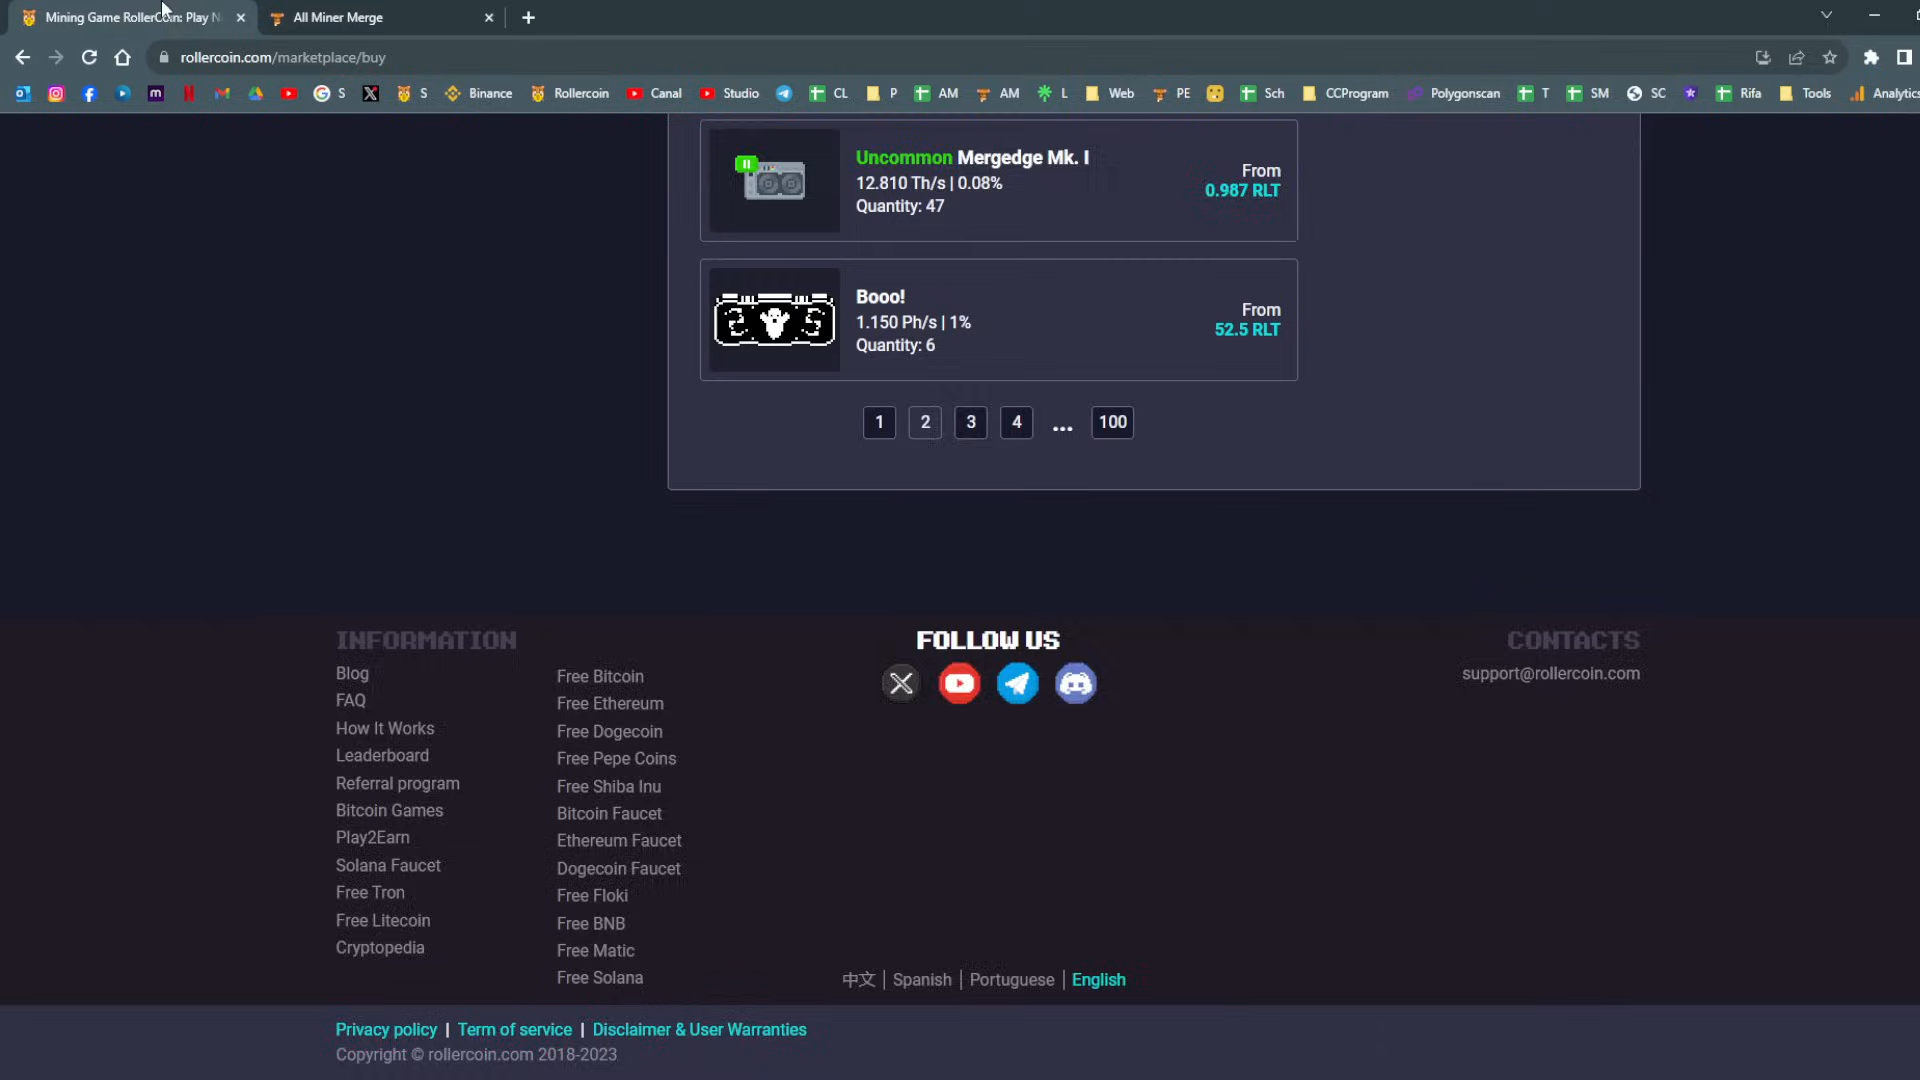 Mining Game RollerCoin: Play N
All Miner Merge
rollercoin.com/marketplace/buy
S
S
Binance
Rollercoin
Canal
Studio
CL
P
AM
AM
L
Web
PE
Sch
CCProgram
Polygonscan
T
SM
SC
Rifa
Tools
Analytics
Uncommon Mergedge Mk. I
12.810 Th/s | 0.08%
Quantity: 47
From
0.987 RLT
Booo!
1.150 Ph/s | 1%
Quantity: 6
From
52.5 RLT
1 2 3 4 ... 100
INFORMATION
Blog
FAQ
How It Works
Leaderboard
Referral program
Bitcoin Games
Play2Earn
Solana Faucet
Free Tron
Free Litecoin
Cryptopedia
Free Bitcoin
Free Ethereum
Free Dogecoin
Free Pepe Coins
Free Shiba Inu
Bitcoin Faucet
Ethereum Faucet
Dogecoin Faucet
Free Floki
Free BNB
Free Matic
Free Solana
FOLLOW US
CONTACTS
support@rollercoin.com
中文 | Spanish | Portuguese | English
Privacy policy | Term of service | Disclaimer & User Warranties
Copyright © rollercoin.com 2018-2023